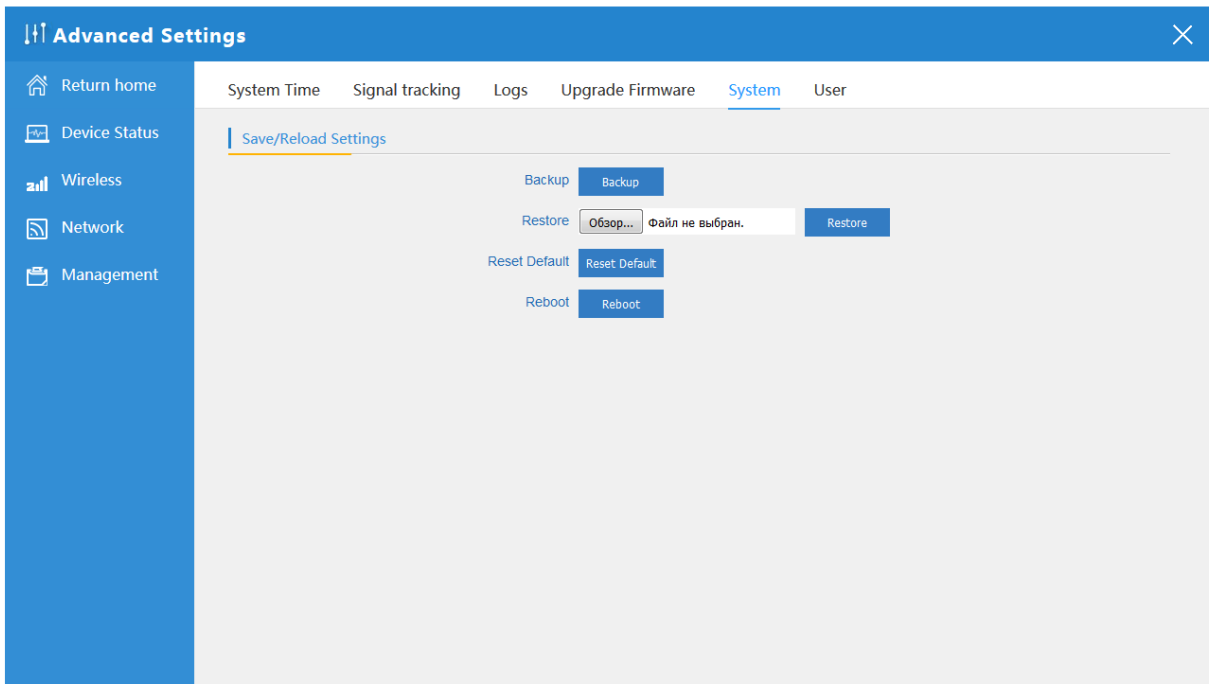 Advanced Settings
Return home
Device Status
Wireless
Network
Management
System Time Signal tracking Logs Upgrade Firmware System User
Save/Reload Settings
Backup Backup
Restore Обзор... Файл не выбран. Restore
Reset Default Reset Default
Reboot Reboot